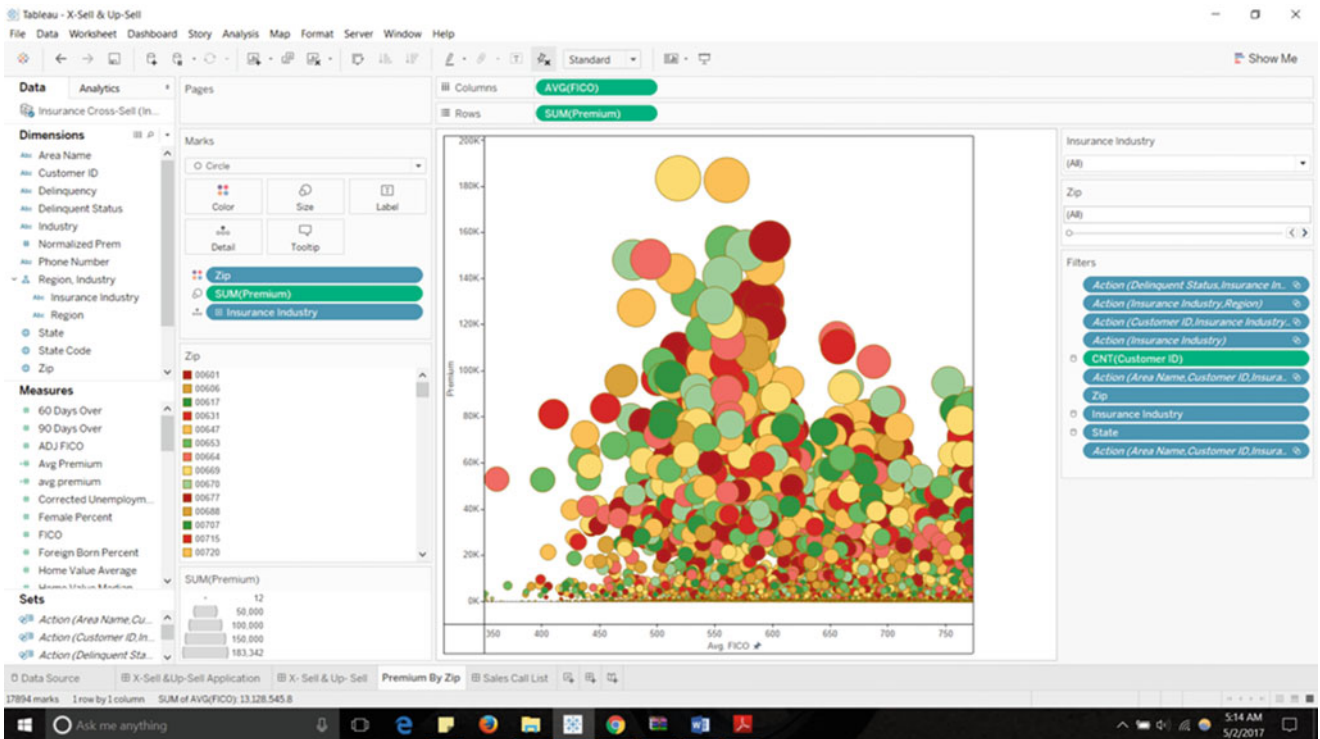 Tableau - X-Sell & Up-Sell
File Data Worksheet Dashboard Story Analysis Map Format Server Window Help
Standard
Show Me
Data Analytics
Insurance Cross-Sell (In...
Dimensions
Abc Area Name
Abc Customer ID
Abc Delinquency
Abc Delinquent Status
Abc Industry
Normalized Prem
Abc Phone Number
Region, Industry
Abc Insurance Industry
Abc Region
State
State Code
Zip
Measures
60 Days Over
90 Days Over
ADJ FICO
Avg Premium
avg.premium
Corrected Unemploym...
Female Percent
FICO
Foreign Born Percent
Home Value Average
Home Value Median
Sets
Action (Area Name,Cu...
Action (Customer ID,In...
Action (Delinquent Sta...
Pages
Marks
Circle
Color Size Label
Detail Tooltip
Zip
SUM(Premium)
Insurance Industry
Zip
00601
00606
00617
00631
00647
00653
00664
00669
00670
00677
00688
00707
00715
00720
SUM(Premium)
12
50,000
100,000
150,000
183,342
Columns AVG(FICO)
Rows SUM(Premium)
200K
180K
160K
140K
120K
100K
80K
60K
40K
20K
0K
Premium
350 400 450 500 550 600 650 700 750
Avg. FICO
Insurance Industry
(All)
Zip
(All)
Filters
Action (Delinquent Status,Insurance In..
Action (Insurance Industry,Region)
Action (Customer ID,Insurance Industry..
Action (Insurance Industry)
CNT(Customer ID)
Action (Area Name,Customer ID,Insura..
Zip
Insurance Industry
State
Action (Area Name,Customer ID,Insura..
Data Source X-Sell &Up-Sell Application X- Sell & Up- Sell Premium By Zip Sales Call List
17894 marks 1 row by 1 column SUM of AVG(FICO): 13,128,545.8
Ask me anything
5:14 AM
5/2/2017